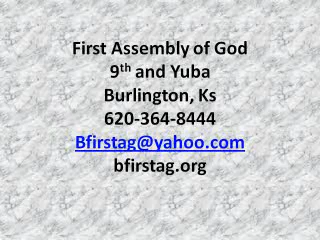 First Assembly of God
9th and Yuba
Burlington, Ks
620-364-8444
Bfirstag@yahoo.com
bfirstag.org